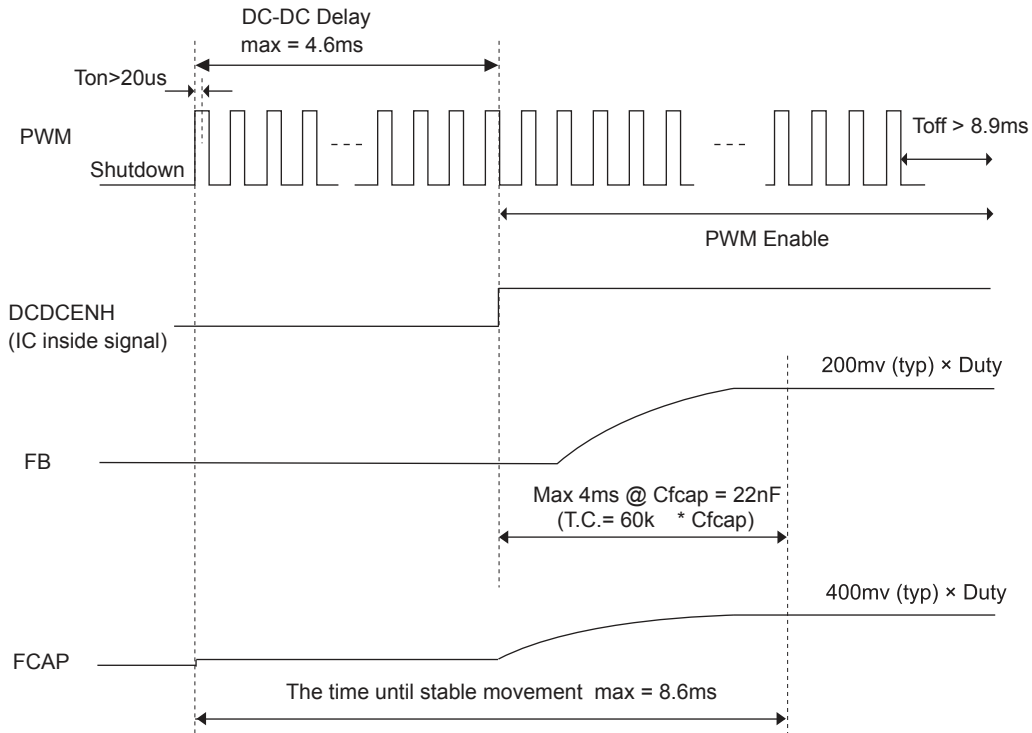 DC-DC Delay
max = 4.6ms
Ton>20us
PWM
Toff > 8.9ms
Shutdown
PWM Enable
DCDCENH
(IC inside signal)
200mv (typ) × Duty
FB
Max 4ms @ Cfcap = 22nF
(T.C.= 60k * Cfcap)
400mv (typ) × Duty
FCAP
The time until stable movement max = 8.6ms